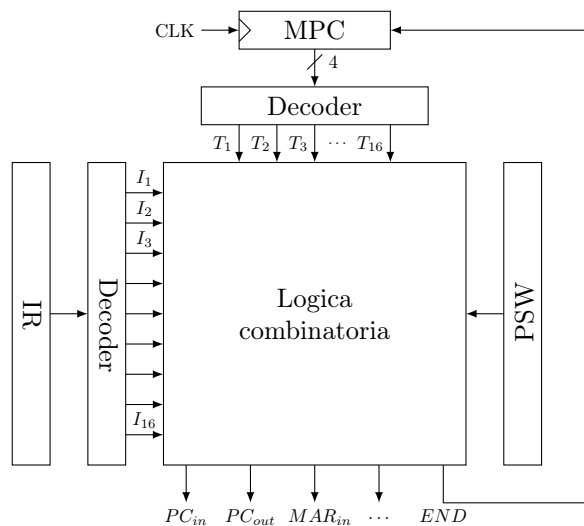 CLK
MPC
4
Decoder
T₁ T₂ T₃ ⋯ T₁₆
I₁
I₂
I₃
I₁₆
IR
Decoder
Logica
combinatoria
PSW
PCᵢₙ PCₒᵤₜ MARᵢₙ ⋯ END